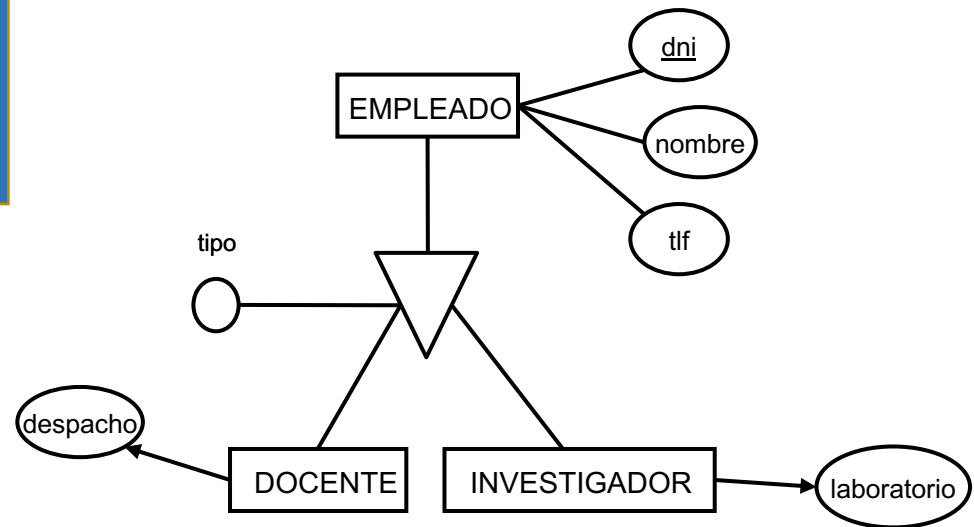 dni
EMPLEADO
nombre
tlf
tipo
despacho
DOCENTE
INVESTIGADOR
laboratorio